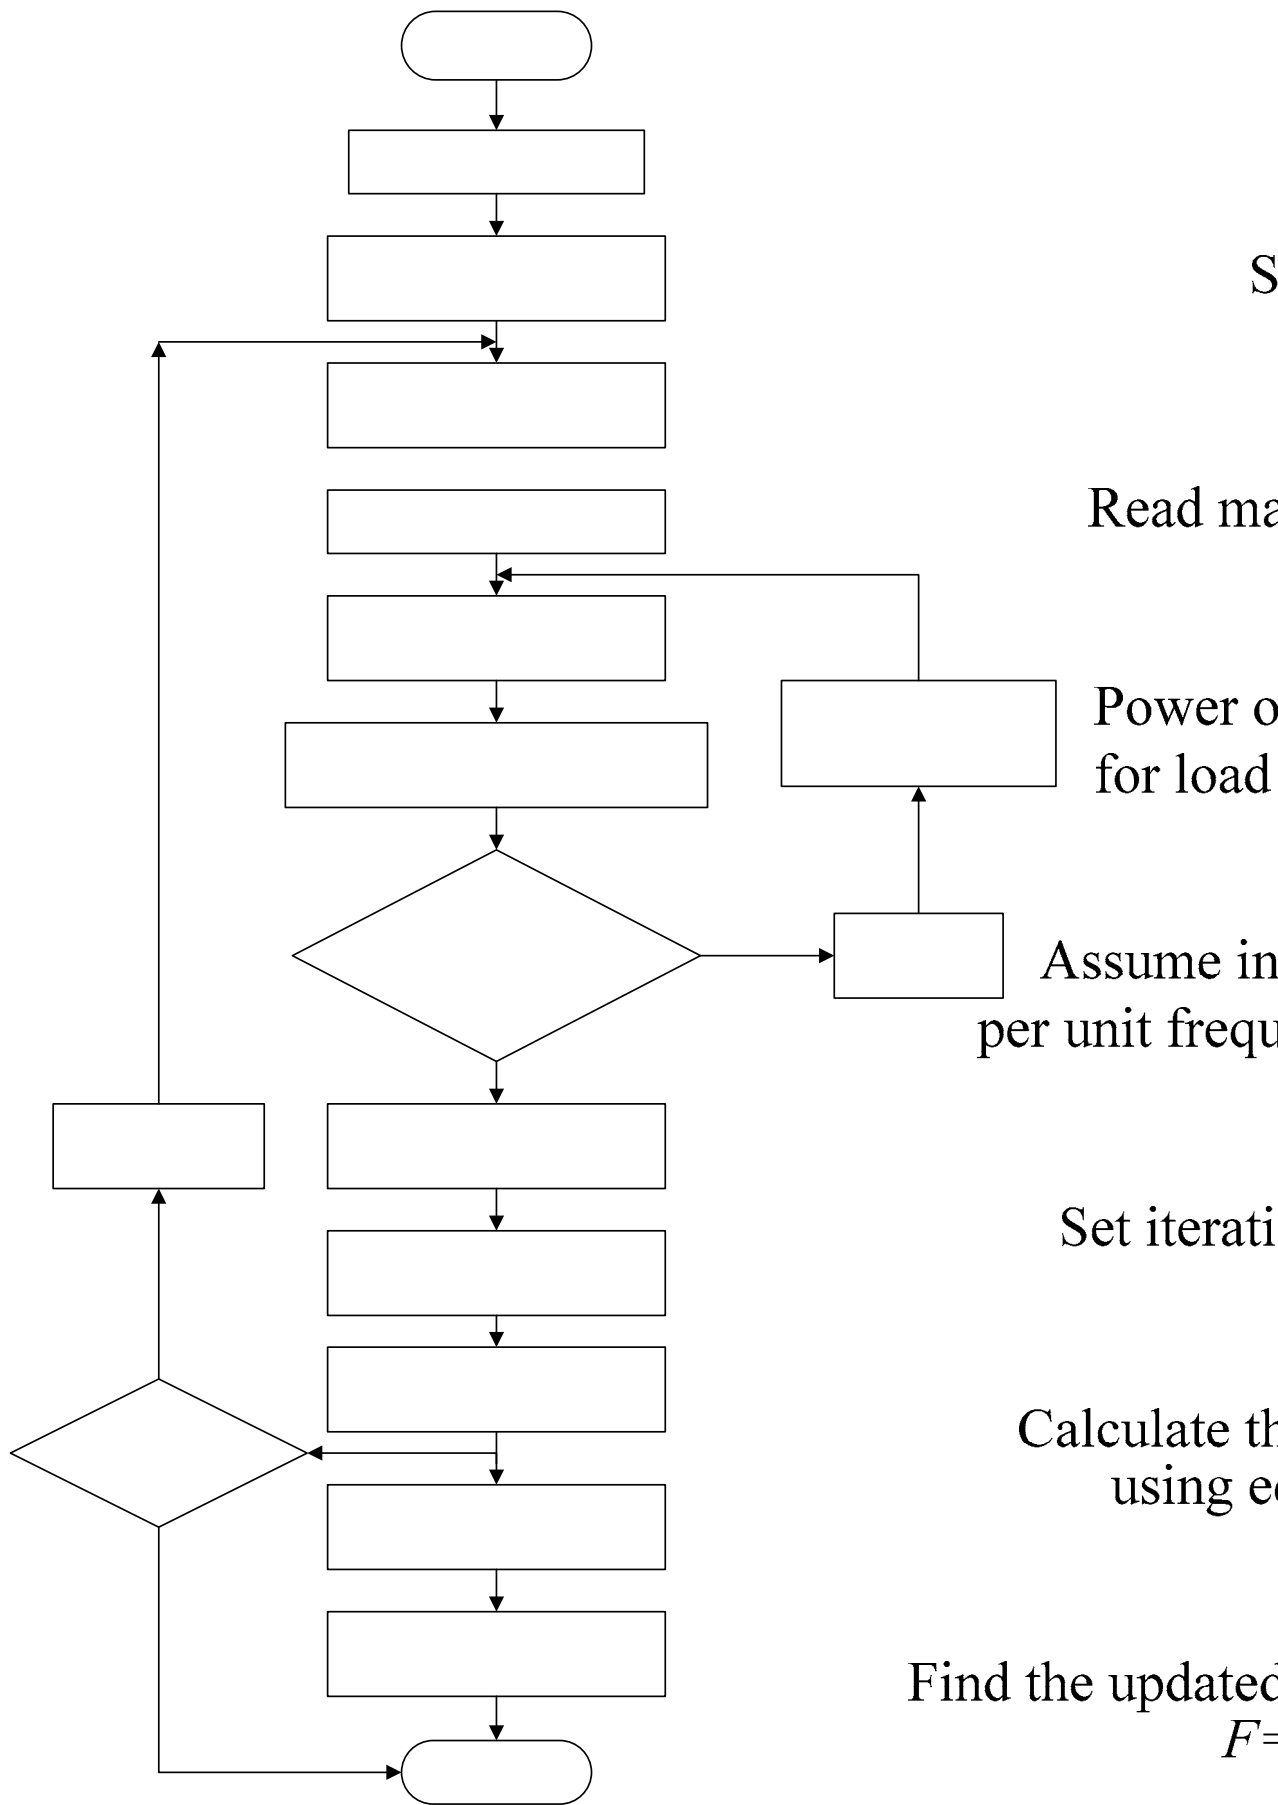 S
Read ma
Power o
for load
Assume in
per unit frequ
Set iterati
Calculate th
using e
Find the updated
F=